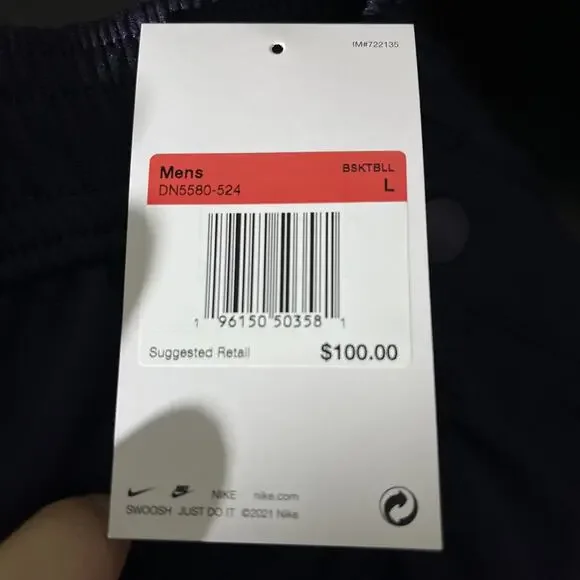 IM#722135
Mens BSKTBLL
DN5580-524 L
1 96150 50358 1
Suggested Retail $100.00
NIKE nike.com
SWOOSH JUST DO IT ©2021 Nike